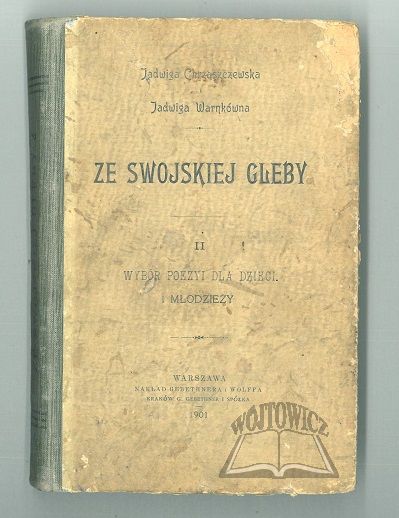 Jadwiga Chrząszczewska
Jadwiga Warnkówna
ZE SWOJSKIEJ GLEBY
II
WYBÓR POEZYI DLA DZIECI
I MŁODZIEŻY
WARSZAWA
NAKŁAD GEBETHNERA i WOLFFA
KRAKÓW G. GEBETHNER I SPÓŁKA
1901
WÓJTOWICZ